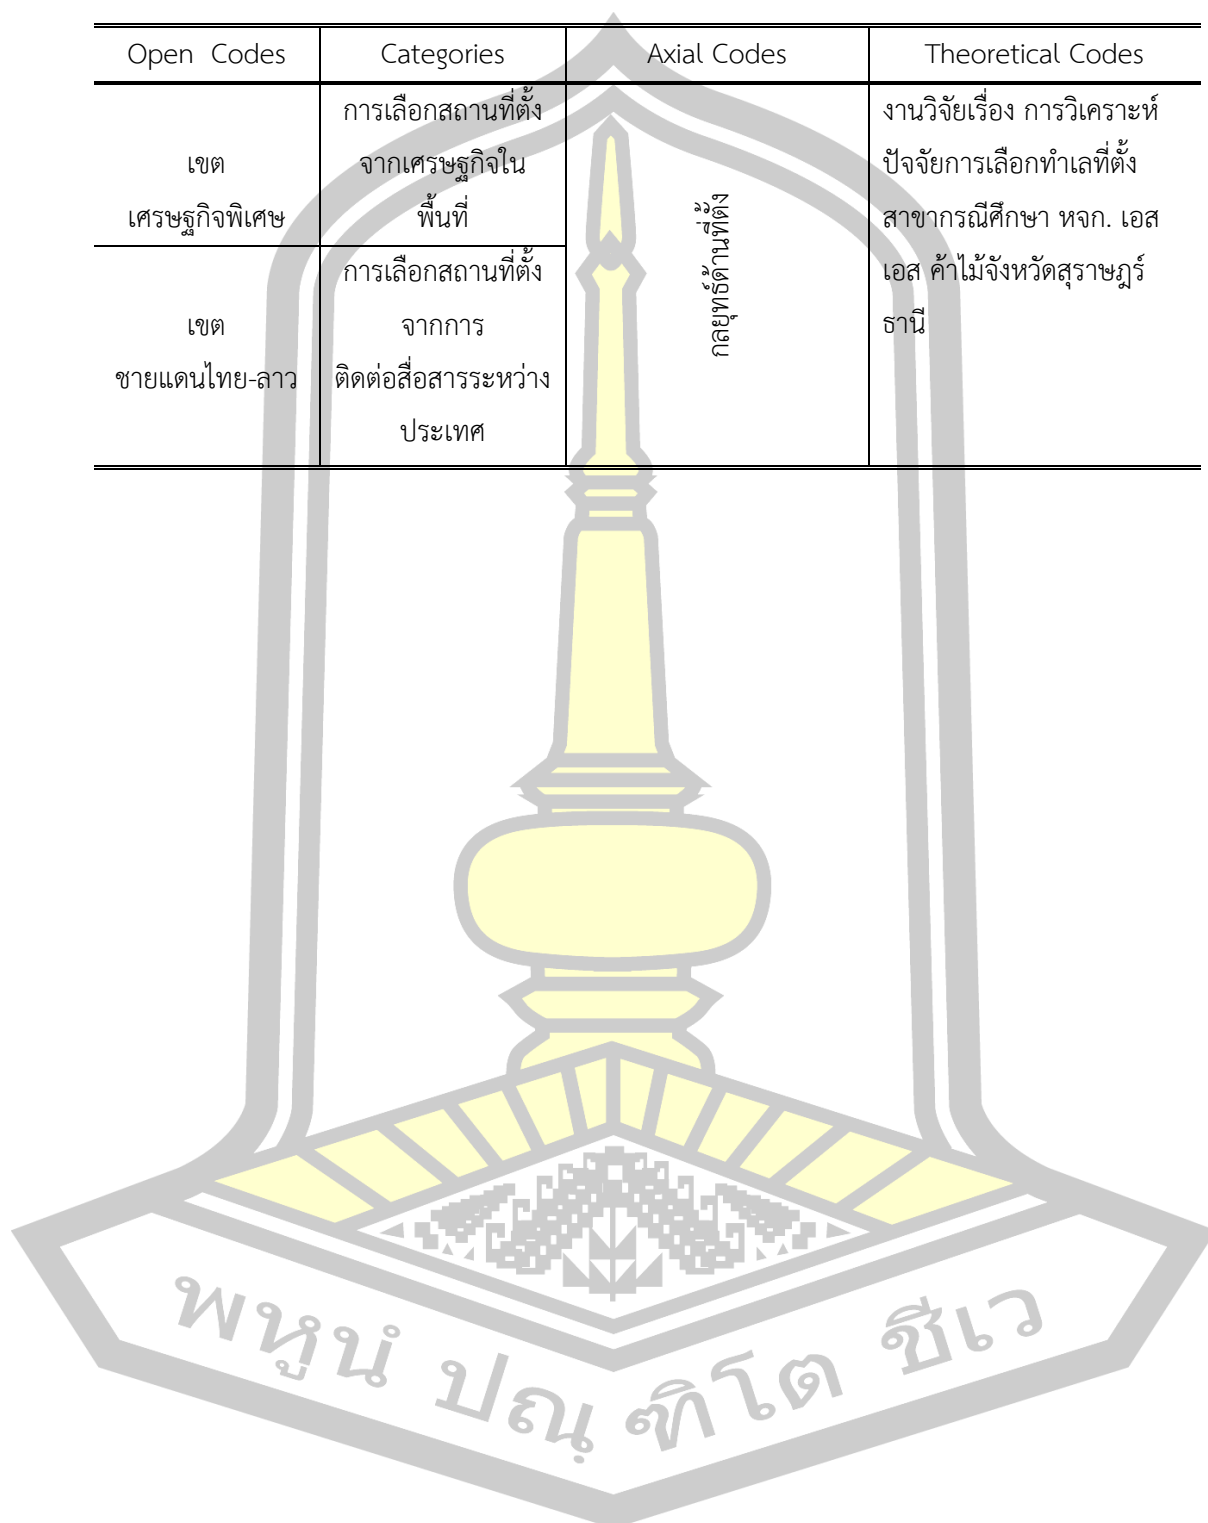 Open Codes Categories Axial Codes Theoretical Codes
เขต
เศรษฐกิจพิเศษ
การเลือกสถานที่ตั้ง
จากเศรษฐกิจใน
พื้นที่
เขต
ชายแดนไทย-ลาว
การเลือกสถานที่ตั้ง
จากการ
ติดต่อสื่อสารระหว่าง
ประเทศ
กลยุทธ์ด้านที่ตั้ง
งานวิจัยเรื่อง การวิเคราะห์
ปัจจัยการเลือกทำเลที่ตั้ง
สาขากรณีศึกษา หจก. เอส
เอส ค้าไม้จังหวัดสุราษฎร์
ธานี
พหูนํ ปณฺฑิโต ชีเว